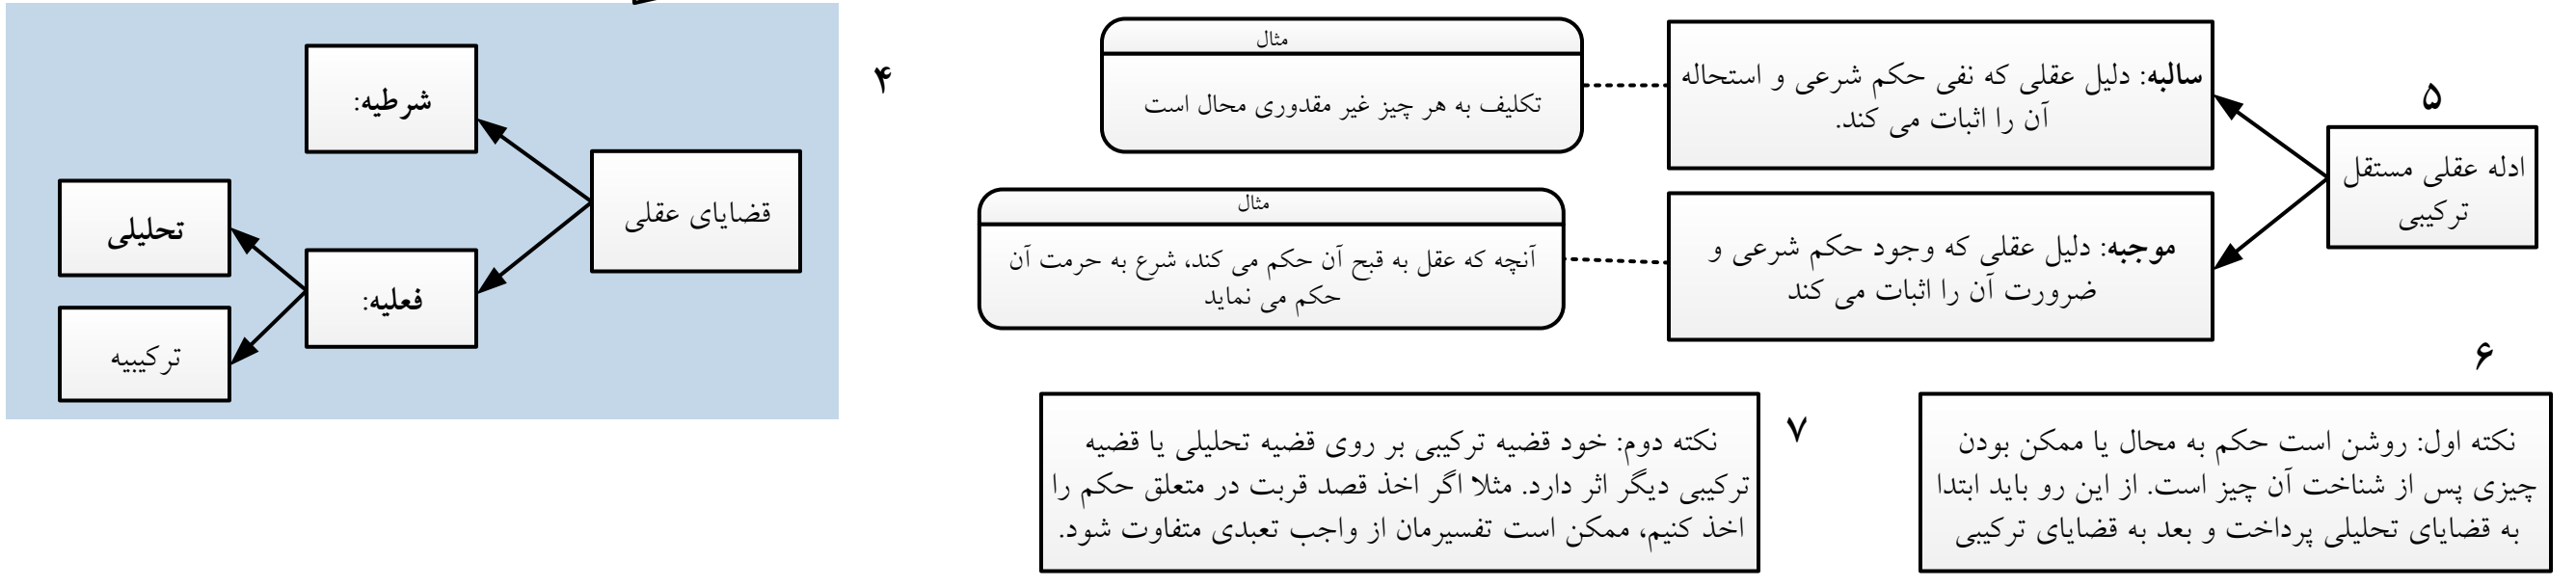 ۴
قضایای عقلی
شرطیه:
فعلیه:
تحلیلی
ترکیبیه
۵
ادله عقلی مستقل
ترکیبی
سالبه: دلیل عقلی که نفی حکم شرعی و استحاله
آن را اثبات می کند.
مثال
تکلیف به هر چیز غیر مقدوری محال است
موجبه: دلیل عقلی که وجود حکم شرعی و
ضرورت آن را اثبات می کند
مثال
آنچه که عقل به قبح آن حکم می کند، شرع به حرمت آن
حکم می نماید
۶
نکته اول: روشن است حکم به محال یا ممکن بودن
چیزی پس از شناخت آن چیز است. از این رو باید ابتدا
به قضایای تحلیلی پرداخت و بعد به قضایای ترکیبی
۷
نکته دوم: خود قضیه ترکیبی بر روی قضیه تحلیلی یا قضیه
ترکیبی دیگر اثر دارد. مثلا اگر اخذ قصد قربت در متعلق حکم را
اخذ کنیم، ممکن است تفسیرمان از واجب تعبدی متفاوت شود.